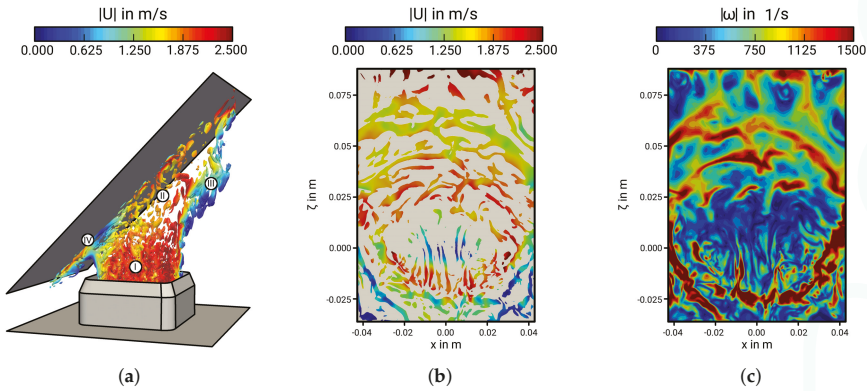 |U| in m/s
0.000 0.625 1.250 1.875 2.500
I
II
III
IV
(a)
|U| in m/s
0.000 0.625 1.250 1.875 2.500
ζ in m
0.075
0.050
0.025
0.000
-0.025
-0.04 -0.02 0.00 0.02 0.04
x in m
(b)
|ω| in 1/s
0 375 750 1125 1500
ζ in m
0.075
0.050
0.025
0.000
-0.025
-0.04 -0.02 0.00 0.02 0.04
x in m
(c)